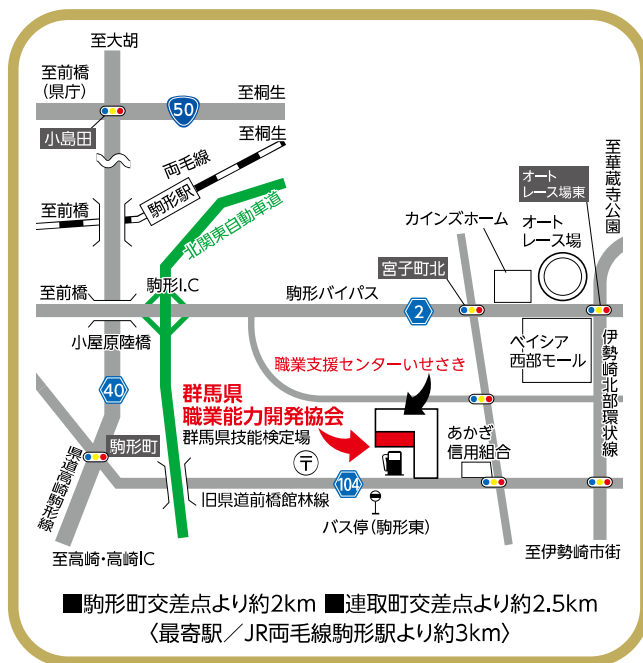 至大胡
至前橋
(県庁)
50
至桐生
小島田
至桐生
両毛線
駒形駅
至前橋
北関東自動車道
至華蔵寺公園
オート
レース場東
カインズホーム
オート
レース場
宮子町北
駒形I.C
至前橋
駒形バイパス
2
小屋原陸橋
ベイシア
西部モール
伊勢崎北部環状線
職業支援センターいせさき
40
群馬県
職業能力開発協会
群馬県技能検定場
駒形町
あかぎ
信用組合
〒
県道高崎駒形線
104
旧県道前橋館林線
バス停(駒形東)
至高崎・高崎IC
至伊勢崎市街
■駒形町交差点より約2km ■連取町交差点より約2.5km
〈最寄駅／JR両毛線駒形駅より約3km〉